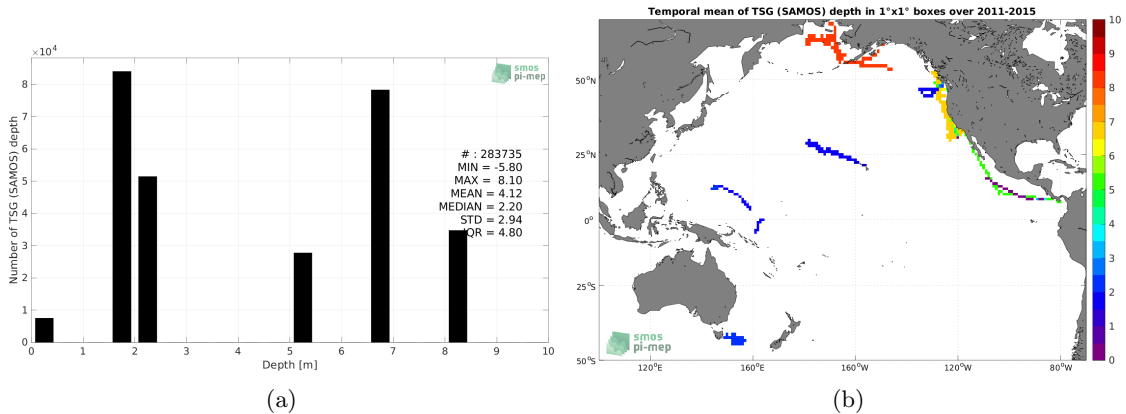 ×10⁴
8
7
6
5
4
3
2
1
0
Number of TSG (SAMOS) depth
smos
pi-mep
# : 283735
MIN = -5.80
MAX = 8.10
MEAN = 4.12
MEDIAN = 2.20
STD = 2.94
IQR = 4.80
0 1 2 3 4 5 6 7 8 9 10
Depth [m]
(a)
Temporal mean of TSG (SAMOS) depth in 1°x1° boxes over 2011-2015
50°N
25°N
0°
25°S
50°S
120°E 160°E 160°W 120°W 80°W
smos
pi-mep
10
9
8
7
6
5
4
3
2
1
0
(b)